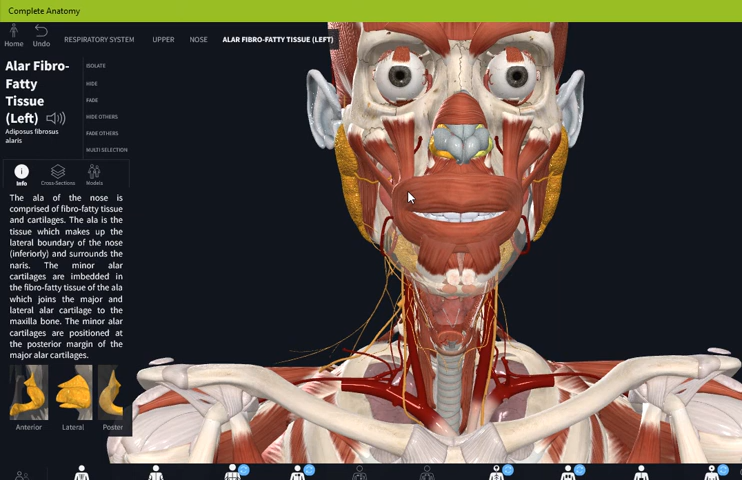 Complete Anatomy
Home
Undo
RESPIRATORY SYSTEM
UPPER
NOSE
ALAR FIBRO-FATTY TISSUE (LEFT)
Alar Fibro-
Fatty
Tissue
(Left)
Adiposus fibrosus
alaris
ISOLATE
HIDE
FADE
HIDE OTHERS
FADE OTHERS
MULTI SELECTION
Info
Cross-Sections
Models
The ala of the nose is
comprised of fibro-fatty tissue
and cartilages. The ala is the
tissue which makes up the
lateral boundary of the nose
(inferiorly) and surrounds the
naris. The minor alar
cartilages are imbedded in
the fibro-fatty tissue of the ala
which joins the major and
lateral alar cartilage to the
maxilla bone. The minor alar
cartilages are positioned at
the posterior margin of the
major alar cartilages.
Anterior
Lateral
Poster